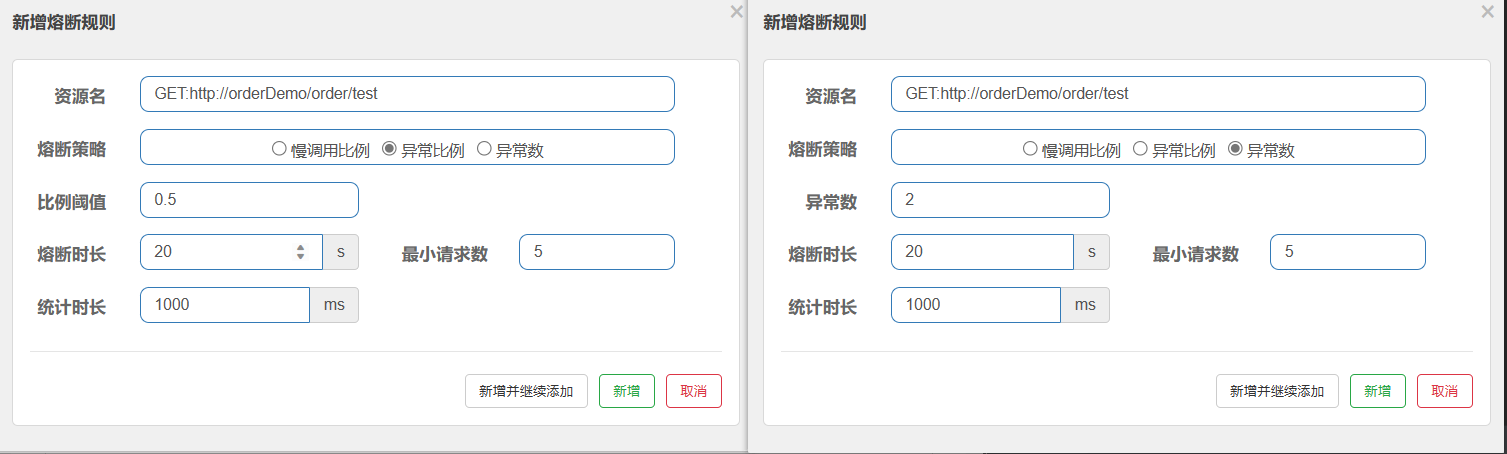 新增熔断规则
×
资源名 GET:http://orderDemo/order/test
熔断策略 慢调用比例 异常比例 异常数
比例阈值 0.5
熔断时长 20 s 最小请求数 5
统计时长 1000 ms
新增并继续添加 新增 取消
新增熔断规则
×
资源名 GET:http://orderDemo/order/test
熔断策略 慢调用比例 异常比例 异常数
异常数 2
熔断时长 20 s 最小请求数 5
统计时长 1000 ms
新增并继续添加 新增 取消